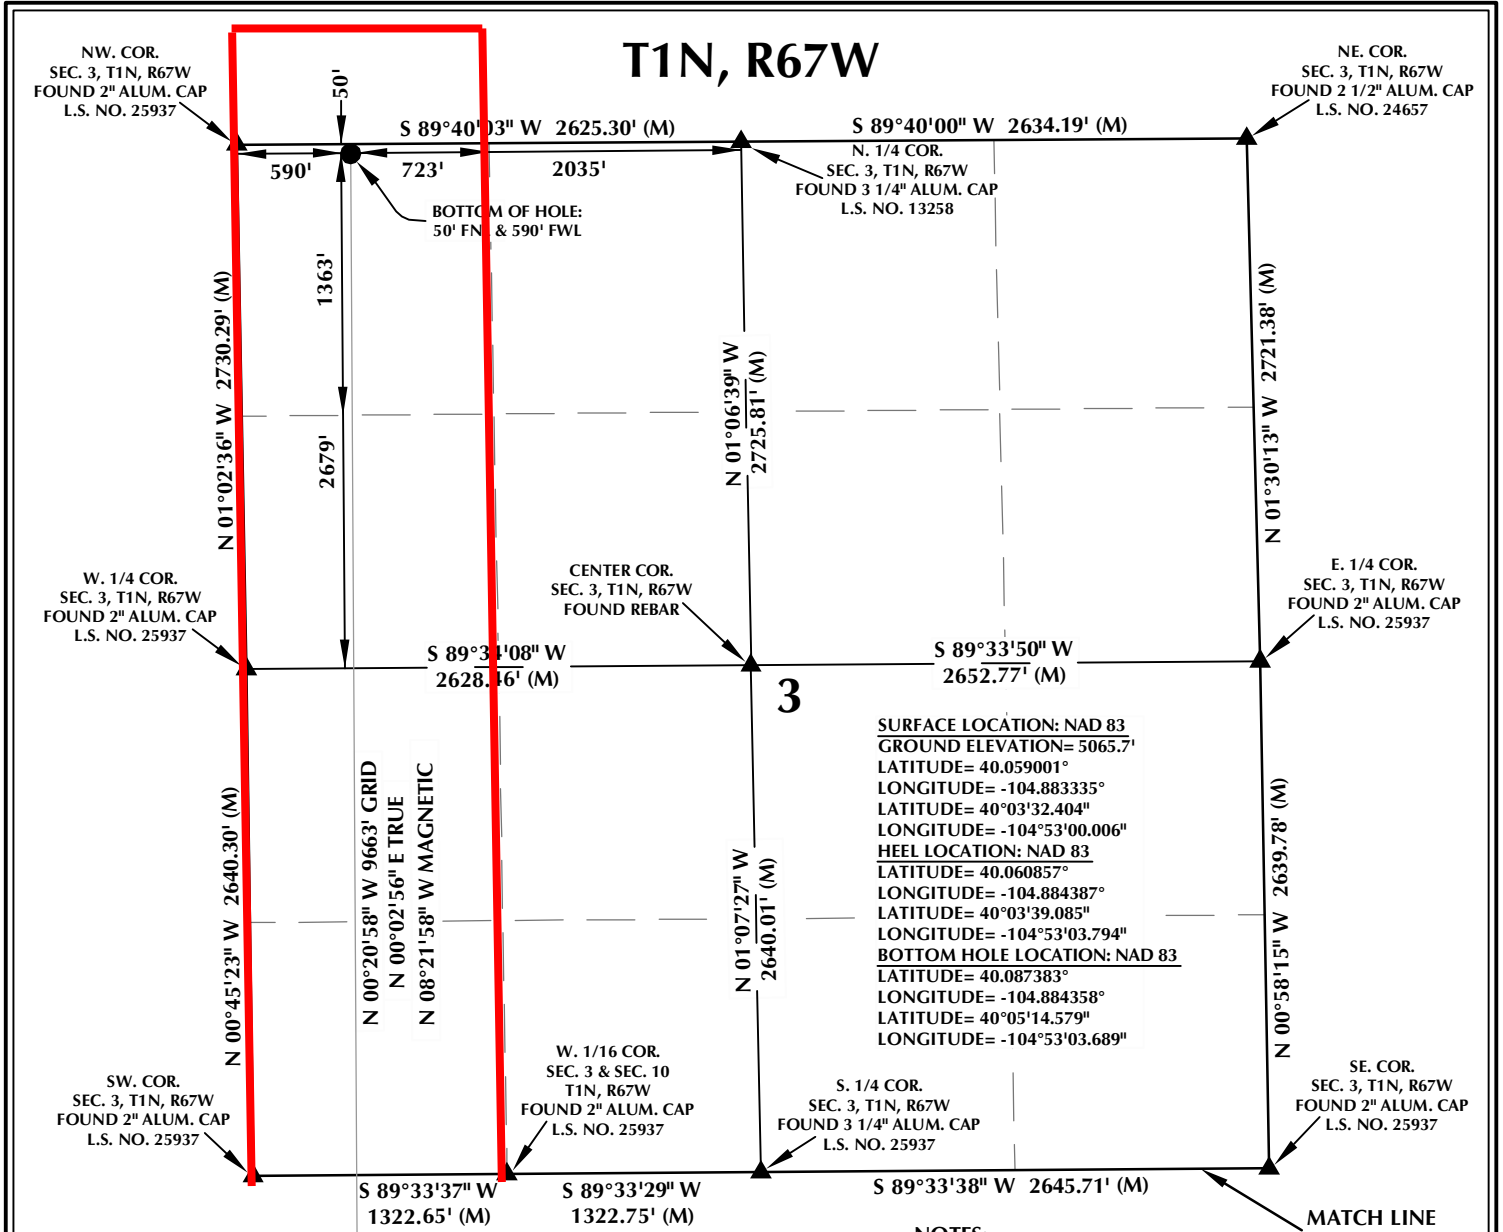 T1N, R67W
NW. COR.
SEC. 3, T1N, R67W
FOUND 2" ALUM. CAP
L.S. NO. 25937
50'
S 89°40'03" W 2625.30' (M)
S 89°40'00" W 2634.19' (M)
NE. COR.
SEC. 3, T1N, R67W
FOUND 2 1/2" ALUM. CAP
L.S. NO. 24657
590'
723'
2035'
N. 1/4 COR.
SEC. 3, T1N, R67W
FOUND 3 1/4" ALUM. CAP
L.S. NO. 13258
BOTTOM OF HOLE:
50' FNL & 590' FWL
1363'
2679'
N 01°02'36" W 2730.29' (M)
N 01°06'39" W
2725.81' (M)
N 01°30'13" W 2721.38' (M)
W. 1/4 COR.
SEC. 3, T1N, R67W
FOUND 2" ALUM. CAP
L.S. NO. 25937
CENTER COR.
SEC. 3, T1N, R67W
FOUND REBAR
E. 1/4 COR.
SEC. 3, T1N, R67W
FOUND 2" ALUM. CAP
L.S. NO. 25937
S 89°34'08" W
2628.46' (M)
S 89°33'50" W
2652.77' (M)
3
SURFACE LOCATION: NAD 83
GROUND ELEVATION= 5065.7'
LATITUDE= 40.059001°
LONGITUDE= -104.883335°
LATITUDE= 40°03'32.404"
LONGITUDE= -104°53'00.006"
HEEL LOCATION: NAD 83
LATITUDE= 40.060857°
LONGITUDE= -104.884387°
LATITUDE= 40°03'39.085"
LONGITUDE= -104°53'03.794"
BOTTOM HOLE LOCATION: NAD 83
LATITUDE= 40.087383°
LONGITUDE= -104.884358°
LATITUDE= 40°05'14.579"
LONGITUDE= -104°53'03.689"
N 00°45'23" W 2640.30' (M)
N 00°20'58" W 9663' GRID
N 00°02'56" E TRUE
N 08°21'58" W MAGNETIC
N 01°07'27" W
2640.01' (M)
N 00°58'15" W 2639.78' (M)
SW. COR.
SEC. 3, T1N, R67W
FOUND 2" ALUM. CAP
L.S. NO. 25937
W. 1/16 COR.
SEC. 3 & SEC. 10
T1N, R67W
FOUND 2" ALUM. CAP
L.S. NO. 25937
S. 1/4 COR.
SEC. 3, T1N, R67W
FOUND 3 1/4" ALUM. CAP
L.S. NO. 25937
SE. COR.
SEC. 3, T1N, R67W
FOUND 2" ALUM. CAP
L.S. NO. 25937
S 89°33'37" W
1322.65' (M)
S 89°33'29" W
1322.75' (M)
S 89°33'38" W 2645.71' (M)
MATCH LINE
NOTES: